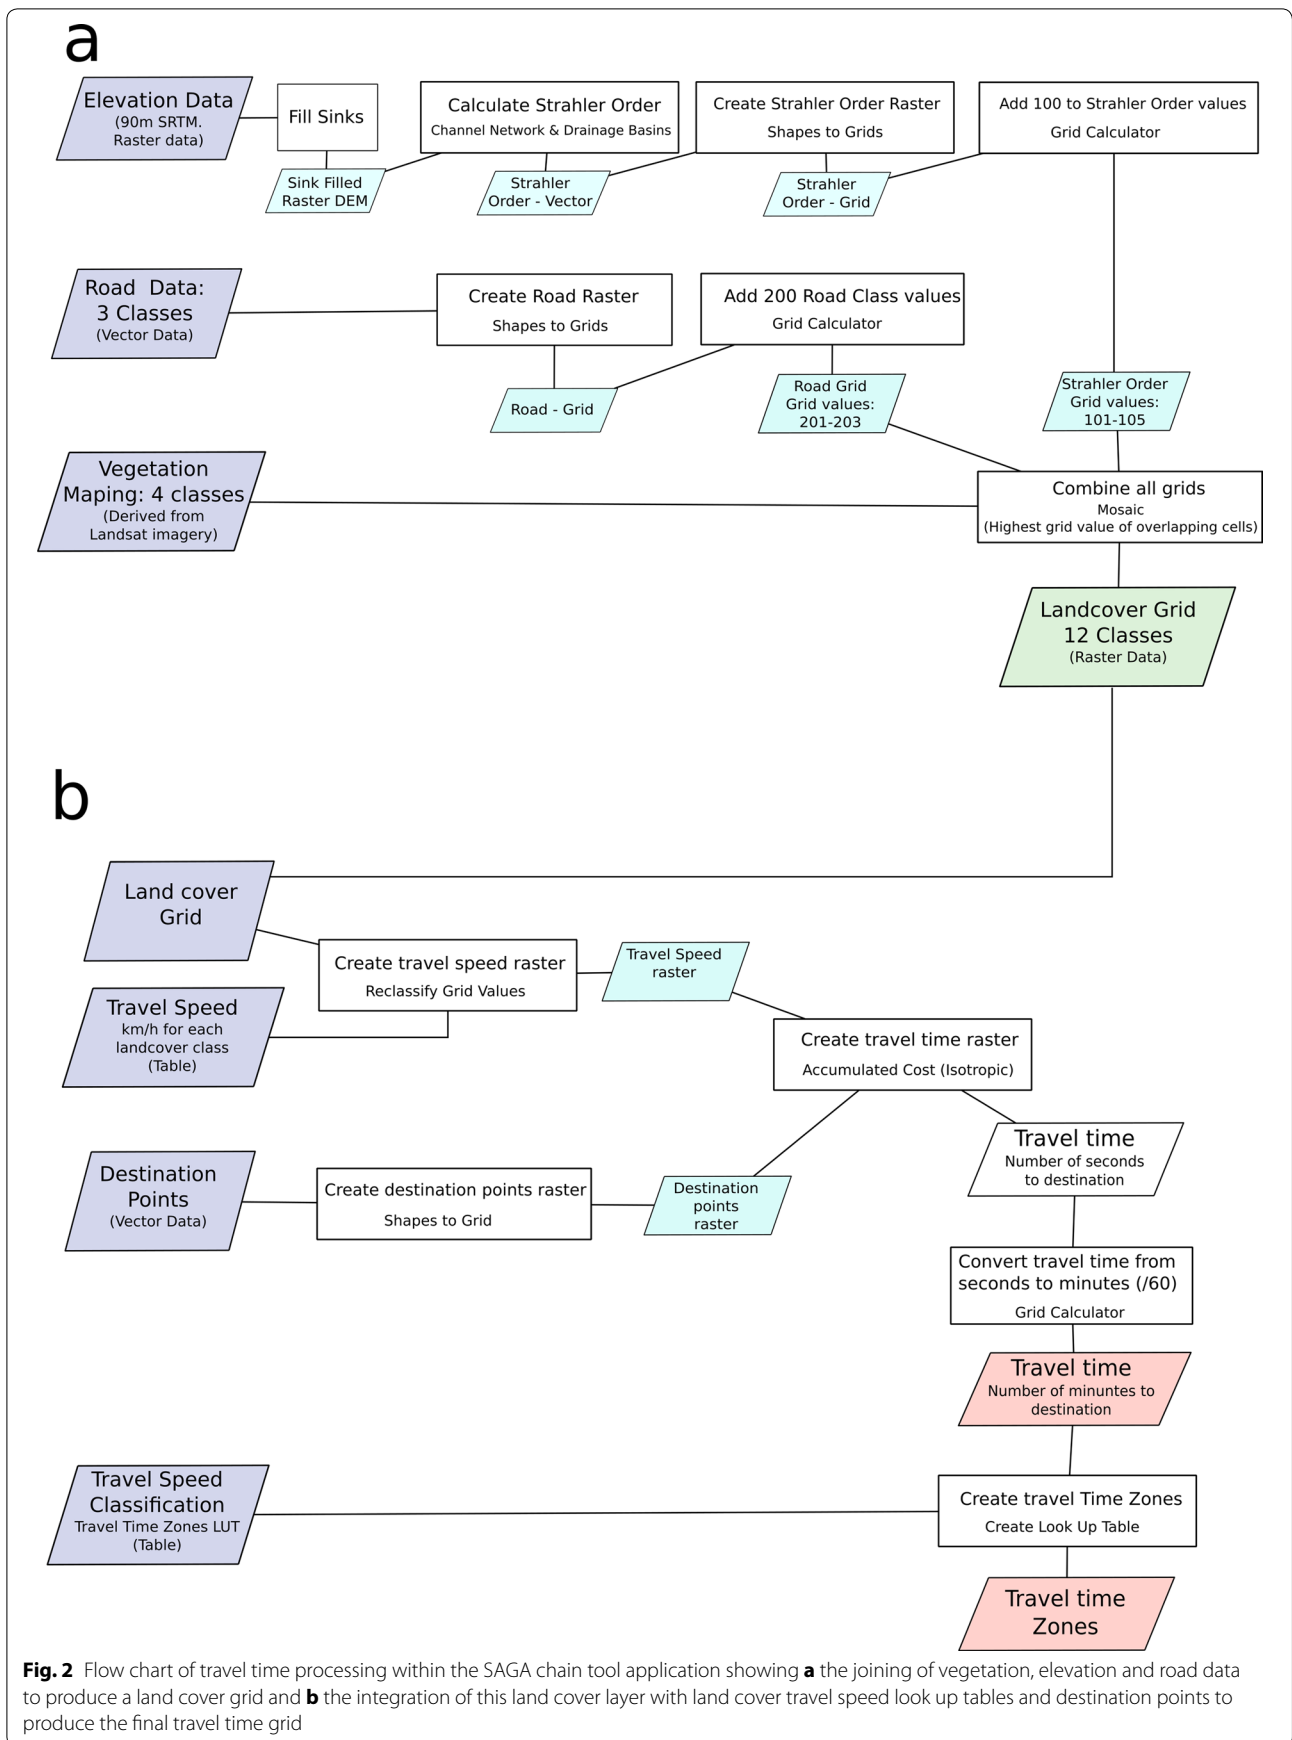 a
Elevation Data
(90m SRTM.
Raster data)
Fill Sinks
Calculate Strahler Order
Channel Network & Drainage Basins
Create Strahler Order Raster
Shapes to Grids
Add 100 to Strahler Order values
Grid Calculator
Sink Filled
Raster DEM
Strahler
Order - Vector
Strahler
Order - Grid
Road  Data:
3 Classes
(Vector Data)
Create Road Raster
Shapes to Grids
Add 200 Road Class values
Grid Calculator
Road - Grid
Road Grid
Grid values:
201-203
Strahler Order
Grid values:
101-105
Vegetation
Maping: 4 classes
(Derived from
Landsat imagery)
Combine all grids
Mosaic
(Highest grid value of overlapping cells)
Landcover Grid
12 Classes
(Raster Data)
b
Land cover
Grid
Create travel speed raster
Reclassify Grid Values
Travel Speed
raster
Travel Speed
km/h for each
landcover class
(Table)
Create travel time raster
Accumulated Cost (Isotropic)
Destination
Points
(Vector Data)
Create destination points raster
Shapes to Grid
Destination
points
raster
Travel time
Number of seconds
to destination
Convert travel time from
seconds to minutes (/60)
Grid Calculator
Travel time
Number of minuntes to
destination
Travel Speed
Classification
Travel Time Zones LUT
(Table)
Create travel Time Zones
Create Look Up Table
Travel time
Zones
Fig. 2 Flow chart of travel time processing within the SAGA chain tool application showing a the joining of vegetation, elevation and road data
to produce a land cover grid and b the integration of this land cover layer with land cover travel speed look up tables and destination points to
produce the final travel time grid